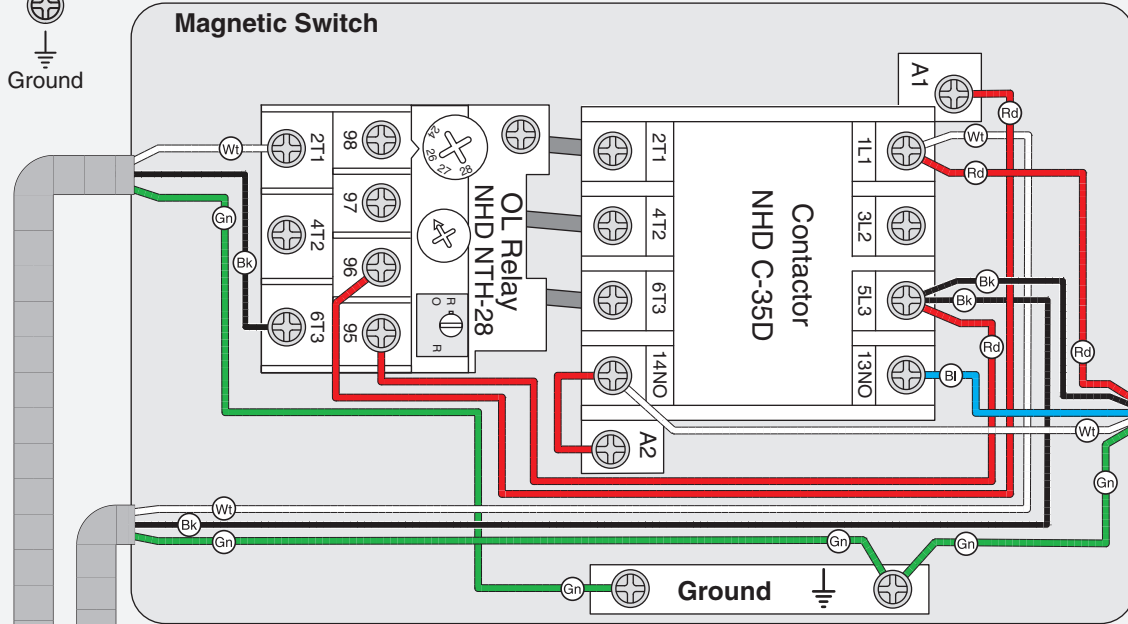 Magnetic Switch
Ground
A1
Rd
2T1
98
24
26
27
28
2T1
1L1
Wt
Rd
Wt
97
4T2
OL Relay
NHD NTH-28
4T2
Contactor
NHD C-35D
3L2
Gn
Bk
96
6T3
5L3
Bk
Bk
6T3
95
R
O
R
14NO
13NO
Bl
Rd
Rd
Wt
A2
Gn
Wt
Bk
Gn
Gn
Gn
Gn
Ground